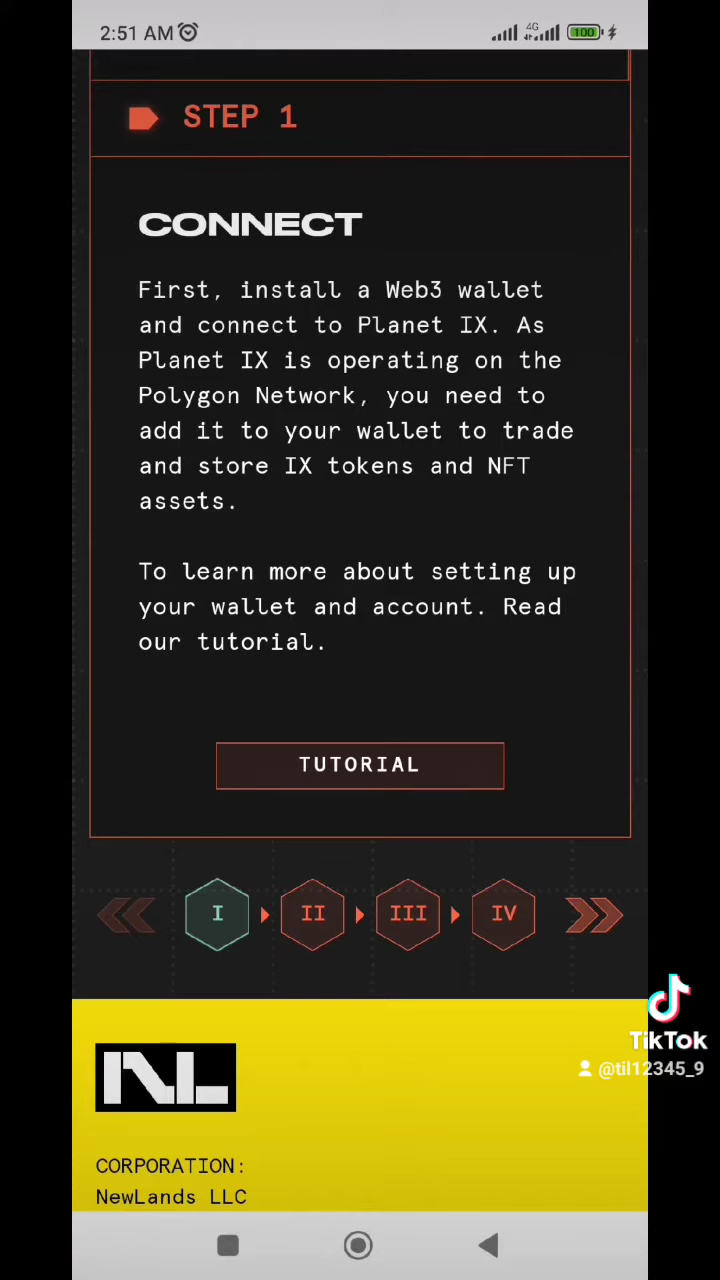 2:51 AM
4G
100
STEP 1
CONNECT
First, install a Web3 wallet
and connect to Planet IX. As
Planet IX is operating on the
Polygon Network, you need to
add it to your wallet to trade
and store IX tokens and NFT
assets.
To learn more about setting up
your wallet and account. Read
our tutorial.
TUTORIAL
I II III IV
TikTok
@til12345_9
NL
CORPORATION:
NewLands LLC